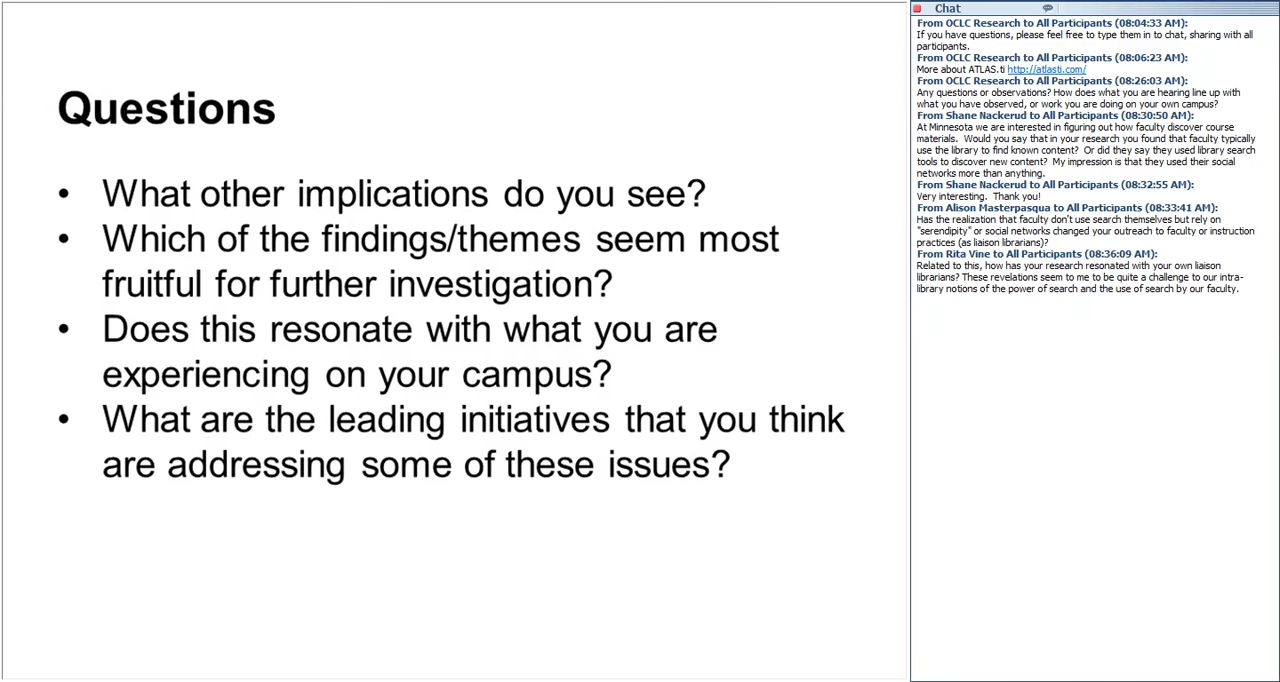 Questions
• What other implications do you see?
• Which of the findings/themes seem most
fruitful for further investigation?
• Does this resonate with what you are
experiencing on your campus?
• What are the leading initiatives that you think
are addressing some of these issues?
Chat
From OCLC Research to All Participants (08:04:33 AM):
If you have questions, please feel free to type them in to chat, sharing with all
participants.
From OCLC Research to All Participants (08:06:23 AM):
More about ATLAS.ti http://atlasti.com/
From OCLC Research to All Participants (08:26:03 AM):
Any questions or observations? How does what you are hearing line up with
what you have observed, or work you are doing on your own campus?
From Shane Nackerud to All Participants (08:30:50 AM):
At Minnesota we are interested in figuring out how faculty discover course
materials. Would you say that in your research you found that faculty typically
use the library to find known content? Or did they say they used library search
tools to discover new content? My impression is that they used their social
networks more than anything.
From Shane Nackerud to All Participants (08:32:55 AM):
Very interesting. Thank you!
From Alison Masterpasqua to All Participants (08:33:41 AM):
Has the realization that faculty don't use search themselves but rely on
"serendipity" or social networks changed your outreach to faculty or instruction
practices (as liaison librarians)?
From Rita Vine to All Participants (08:36:09 AM):
Related to this, how has your research resonated with your own liaison
librarians? These revelations seem to me to be quite a challenge to our intra-
library notions of the power of search and the use of search by our faculty.